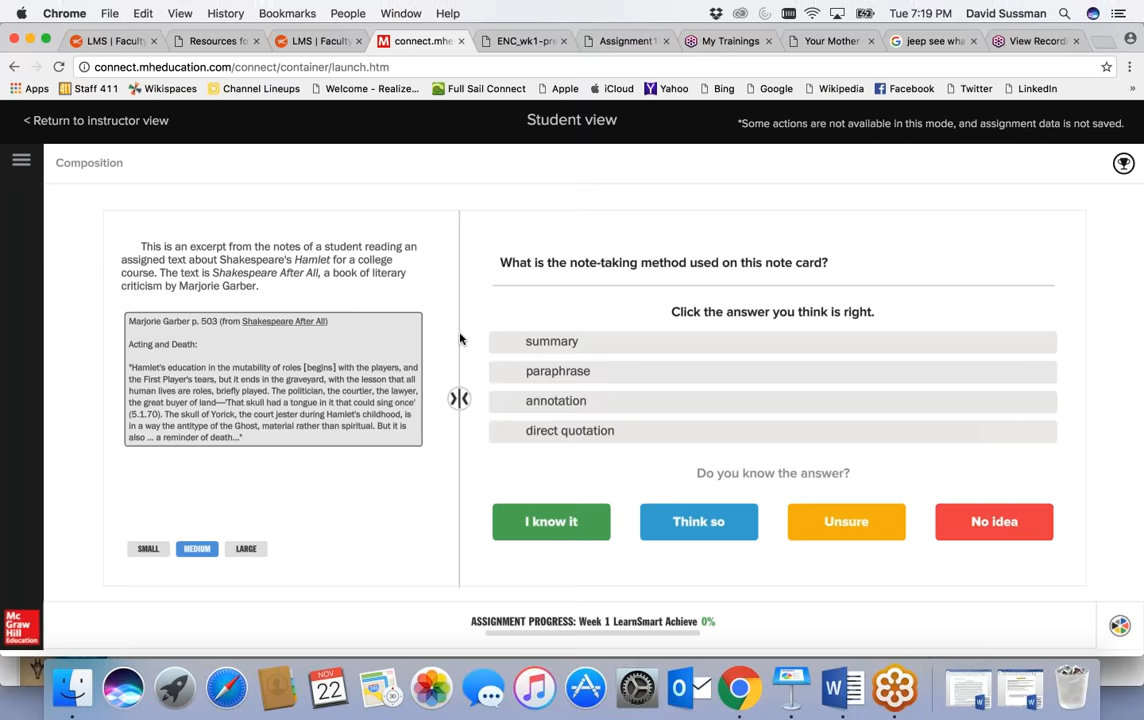 Chrome File Edit View History Bookmarks People Window Help Tue 7:19 PM David Sussman
LMS | Faculty Resources fo LMS | Faculty connect.mhe ENC_wk1-pre Assignment1 My Trainings Your Mother jeep see wha View Recordi
connect.mheducation.com/connect/container/launch.htm
Apps Staff 411 Wikispaces Channel Lineups Welcome - Realize... Full Sail Connect Apple iCloud Yahoo Bing Google Wikipedia Facebook Twitter LinkedIn »
< Return to instructor view Student view *Some actions are not available in this mode, and assignment data is not saved.
Composition
This is an excerpt from the notes of a student reading an
assigned text about Shakespeare's Hamlet for a college
course. The text is Shakespeare After All, a book of literary
criticism by Marjorie Garber.
Marjorie Garber p. 503 (from Shakespeare After All)
Acting and Death:
"Hamlet's education in the mutability of roles [begins] with the players, and
the First Player's tears, but it ends in the graveyard, with the lesson that all
human lives are roles, briefly played. The politician, the courtier, the lawyer,
the great buyer of land—'That skull had a tongue in it that could sing once'
(5.1.70). The skull of Yorick, the court jester during Hamlet's childhood, is
in a way the antitype of the Ghost, material rather than spiritual. But it is
also ... a reminder of death..."
SMALL MEDIUM LARGE
What is the note-taking method used on this note card?
Click the answer you think is right.
summary
paraphrase
annotation
direct quotation
Do you know the answer?
I know it Think so Unsure No idea
Mc
Graw
Hill
Education
ASSIGNMENT PROGRESS: Week 1 LearnSmart Achieve 0%
NOV
22